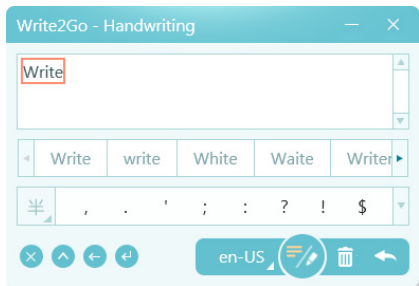 Write2Go - Handwriting
Write
Write write White Waite Writer
半 , . ' ; : ? ! $
en-US